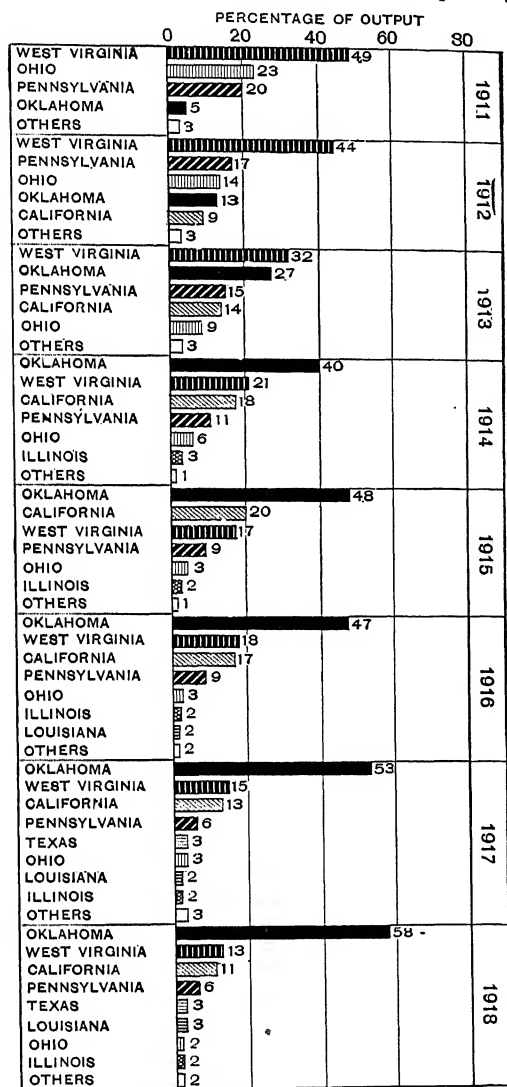 PERCENTAGE OF OUTPUT
0 20 40 60 80
1911
WEST VIRGINIA 49
OHIO 23
PENNSYLVANIA 20
OKLAHOMA 5
OTHERS 3
1912
WEST VIRGINIA 44
PENNSYLVANIA 17
OHIO 14
OKLAHOMA 13
CALIFORNIA 9
OTHERS 3
1913
WEST VIRGINIA 32
OKLAHOMA 27
PENNSYLVANIA 15
CALIFORNIA 14
OHIO 9
OTHERS 3
1914
OKLAHOMA 40
WEST VIRGINIA 21
CALIFORNIA 18
PENNSYLVANIA 11
OHIO 6
ILLINOIS 3
OTHERS 1
1915
OKLAHOMA 48
CALIFORNIA 20
WEST VIRGINIA 17
PENNSYLVANIA 9
OHIO 3
ILLINOIS 2
OTHERS 1
1916
OKLAHOMA 47
WEST VIRGINIA 18
CALIFORNIA 17
PENNSYLVANIA 9
OHIO 3
ILLINOIS 2
LOUISIANA 2
OTHERS 2
1917
OKLAHOMA 53
WEST VIRGINIA 15
CALIFORNIA 13
PENNSYLVANIA 6
TEXAS 3
OHIO 3
LOUISIANA 2
ILLINOIS 2
OTHERS 3
1918
OKLAHOMA 58
WEST VIRGINIA 13
CALIFORNIA 11
PENNSYLVANIA 6
TEXAS 3
LOUISIANA 3
OHIO 2
ILLINOIS 2
OTHERS 2